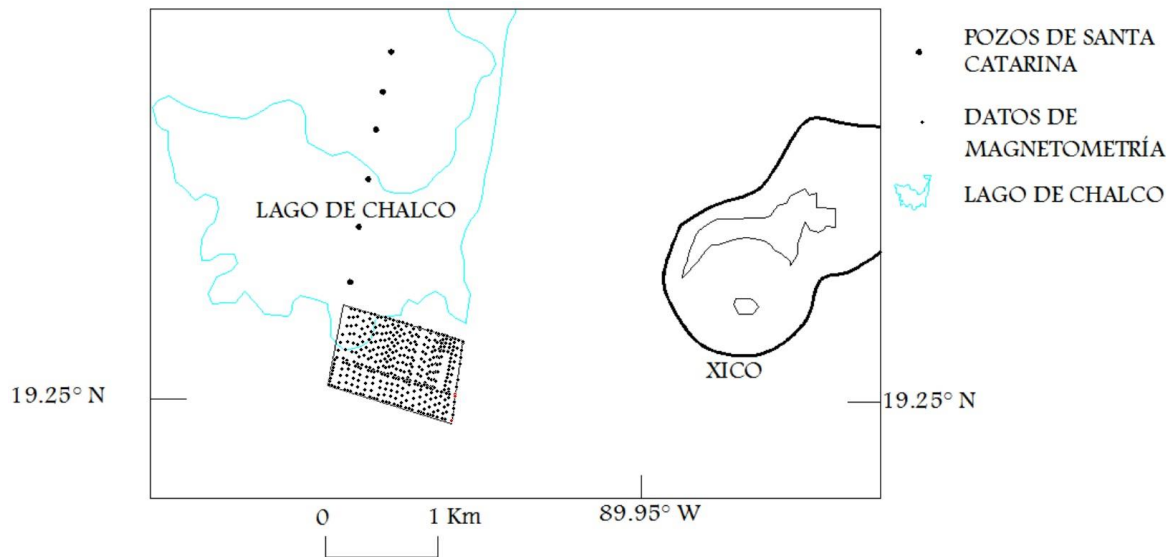 POZOS DE SANTA
CATARINA
DATOS DE
MAGNETOMETRÍA
LAGO DE CHALCO
LAGO DE CHALCO
XICO
19.25° N
19.25° N
0 1 Km
89.95° W